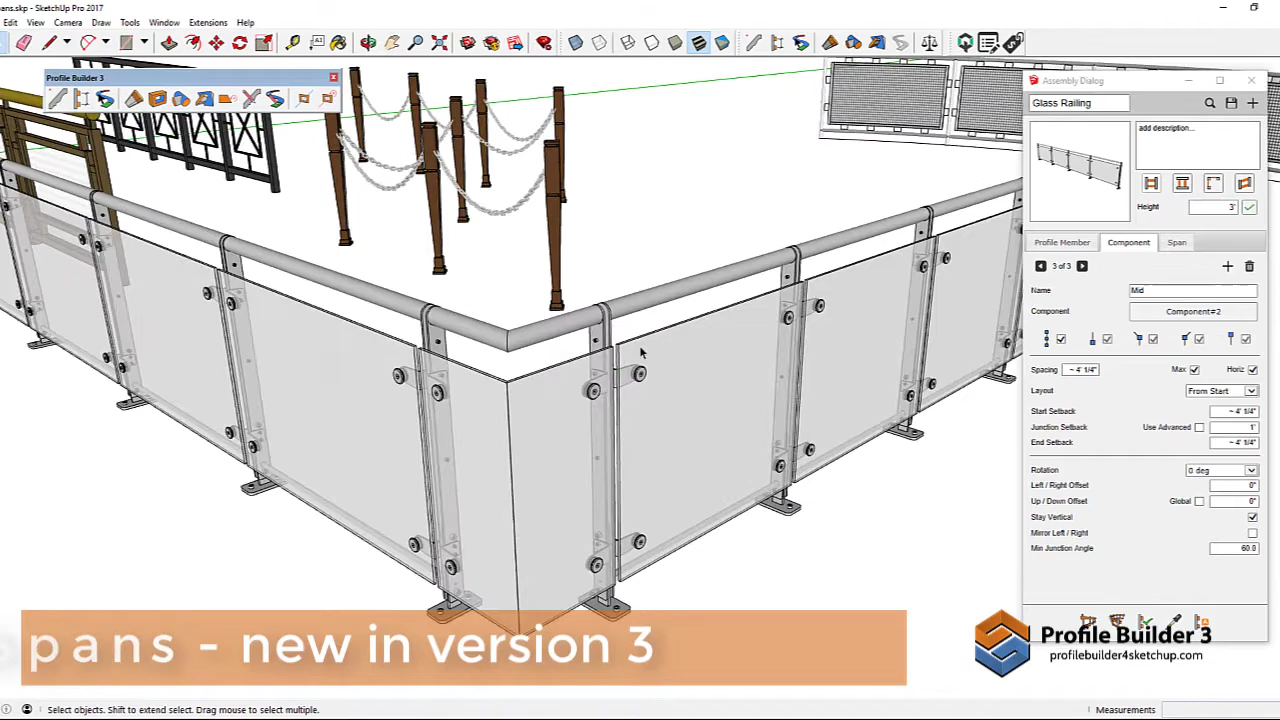 pans.skp - SketchUp Pro 2017
Edit View Camera Draw Tools Window Extensions Help
Profile Builder 3
Assembly Dialog
Glass Railing
add description...
Height 3'
Profile Member Component Span
3 of 3
Name Mid
Component Component#2
Spacing ~ 4' 1/4" Max Horiz
Layout From Start
Start Setback ~ 4' 1/4"
Junction Setback Use Advanced 1'
End Setback ~ 4' 1/4"
Rotation 0 deg
Left / Right Offset 0"
Up / Down Offset Global 0"
Stay Vertical
Mirror Left / Right
Min Junction Angle 60.0
pans - new in version 3
Profile Builder 3
profilebuilder4sketchup.com
Select objects. Shift to extend select. Drag mouse to select multiple.
Measurements